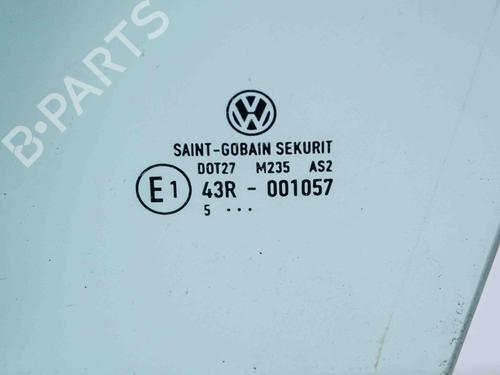 B-PARTS
SAINT-GOBAIN SEKURIT
DOT27 M235 AS2
E1 43R - 001057
5 ...